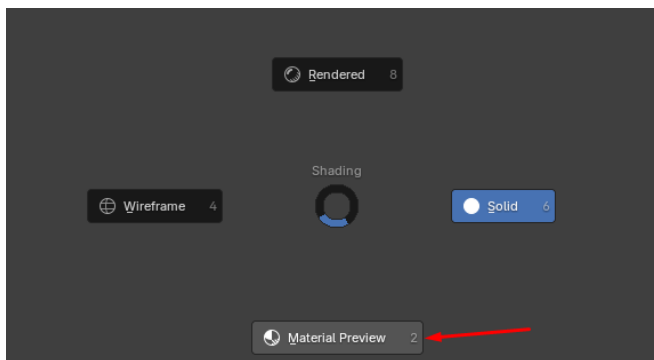 Rendered 8
Shading
Wireframe 4
Solid 6
Material Preview 2